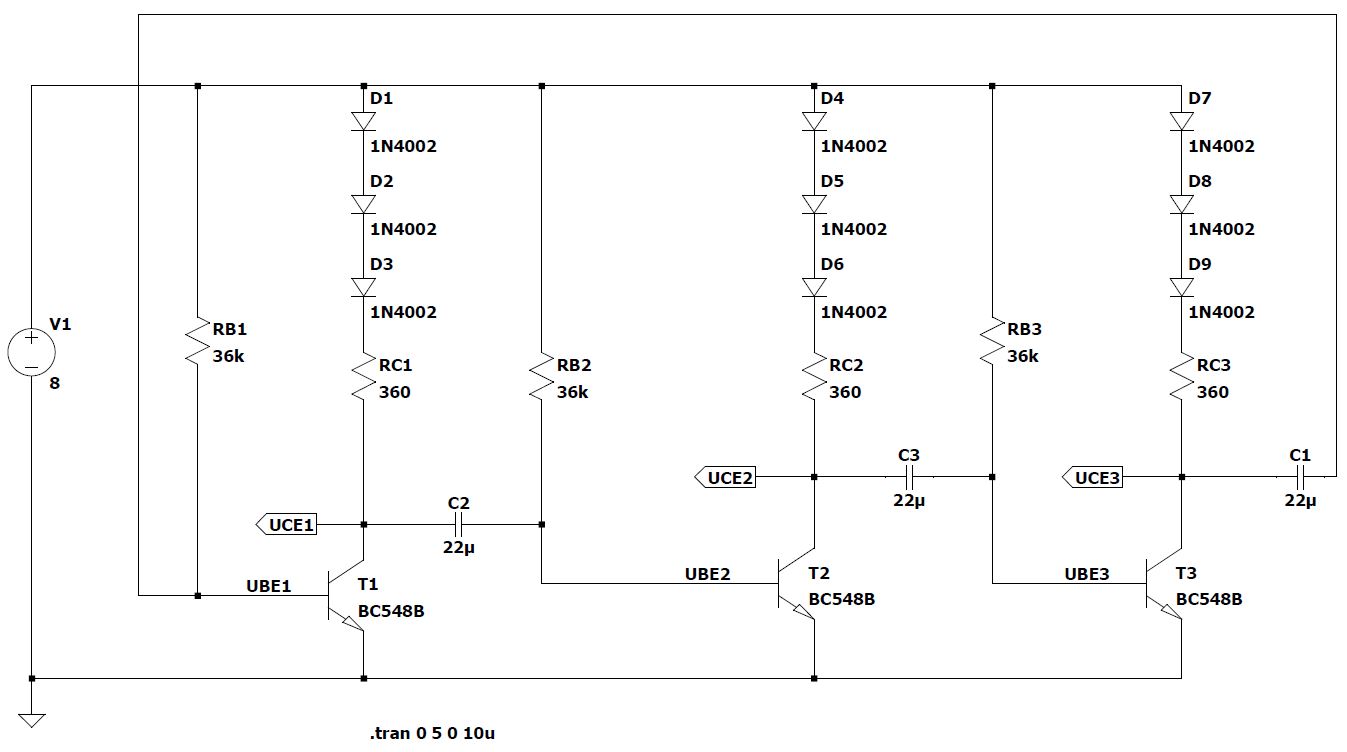 D1
1N4002
D2
1N4002
D3
1N4002
D4
1N4002
D5
1N4002
D6
1N4002
D7
1N4002
D8
1N4002
D9
1N4002
V1
8
RB1
36k
RC1
360
RB2
36k
RC2
360
RB3
36k
RC3
360
UCE1
C2
22µ
UCE2
C3
22µ
UCE3
C1
22µ
UBE1
T1
BC548B
UBE2
T2
BC548B
UBE3
T3
BC548B
.tran 0 5 0 10u